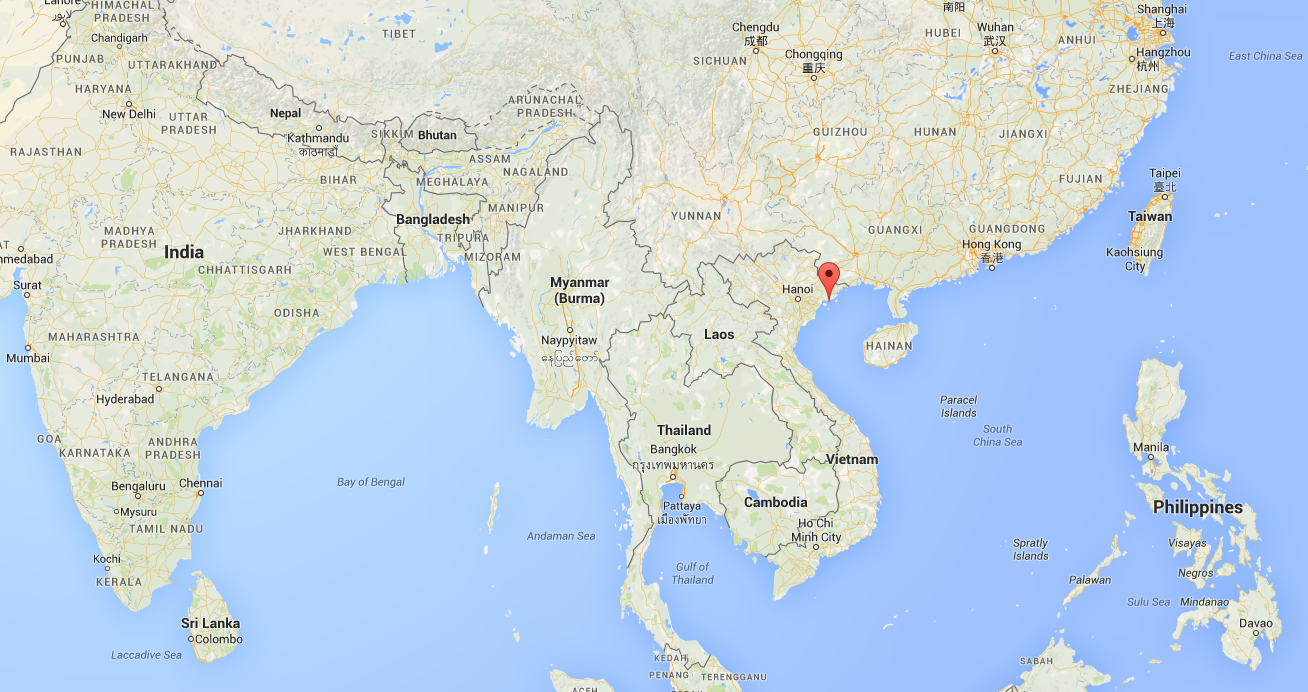 Lahore
لاہور
HIMACHAL
PRADESH
Chandigarh
PUNJAB
UTTARAKHAND
HARYANA
New Delhi
UTTAR
PRADESH
RAJASTHAN
TIBET
Nepal
Kathmandu
काठमाडौं
SIKKIM
Bhutan
ARUNACHAL
PRADESH
ASSAM
NAGALAND
MEGHALAYA
BIHAR
MANIPUR
Bangladesh
TRIPURA
MIZORAM
MADHYA
PRADESH
JHARKHAND
WEST BENGAL
India
CHHATTISGARH
AT
hmedabad
Surat
ODISHA
MAHARASHTRA
Mumbai
TELANGANA
Hyderabad
GOA
KARNATAKA
ANDHRA
PRADESH
Bengaluru
Chennai
Mysuru
TAMIL NADU
Kochi
KERALA
Sri Lanka
Colombo
Laccadive Sea
Bay of Bengal
Andaman Sea
Myanmar
(Burma)
Naypyitaw
နေပြည်တော်
Chengdu
成都
SICHUAN
Chongqing
重庆
南阳
HUBEI
Wuhan
武汉
ANHUI
Shanghai
上海
Hangzhou
杭州
ZHEJIANG
East China Sea
GUIZHOU
HUNAN
JIANGXI
FUJIAN
YUNNAN
GUANGXI
GUANGDONG
Hong Kong
香港
Taipei
臺北
Taiwan
Kaohsiung
City
Hanoi
HAINAN
Laos
Thailand
Bangkok
กรุงเทพมหานคร
Pattaya
เมืองพัทยา
Vietnam
Cambodia
Ho Chi
Minh City
Gulf of
Thailand
Paracel
Islands
South
China Sea
Manila
Philippines
Spratly
Islands
Visayas
Negros
Palawan
Sulu Sea
Mindanao
Davao
KEDAH
PENANG
TERENGGANU
ACEH
SABAH